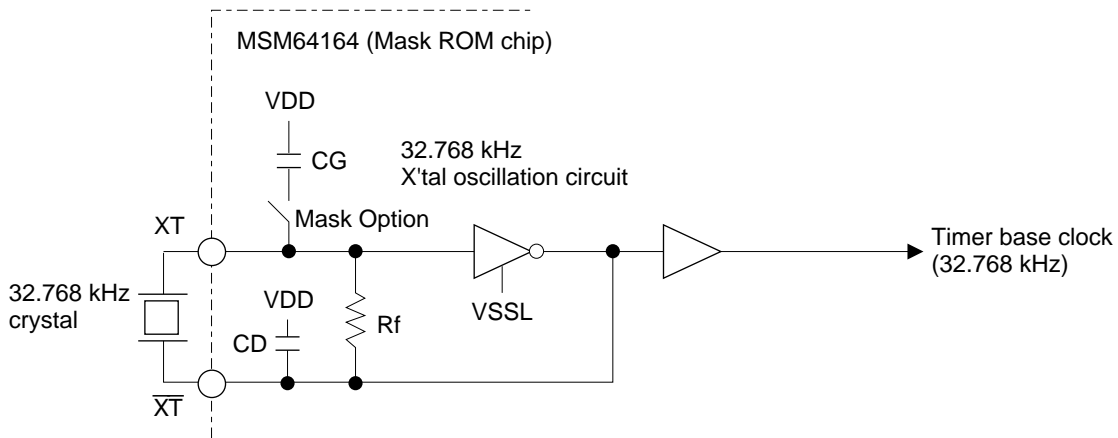 MSM64164 (Mask ROM chip)
VDD
CG
32.768 kHz
X'tal oscillation circuit
Mask Option
XT
Timer base clock
(32.768 kHz)
32.768 kHz
crystal
VDD
CD
Rf
VSSL
X̅T̅